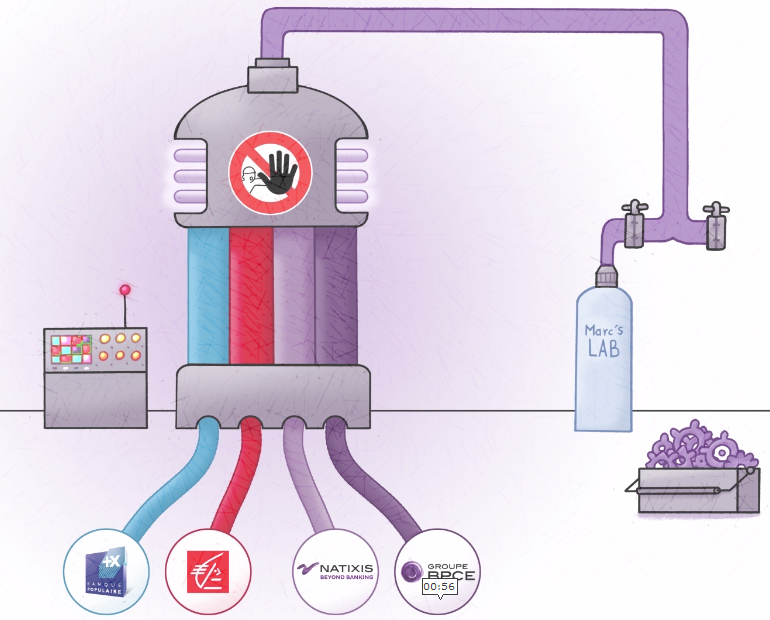 Marc's
LAB
BANQUE
POPULAIRE
NATIXIS
BEYOND BANKING
GROUPE
BPCE
00:56